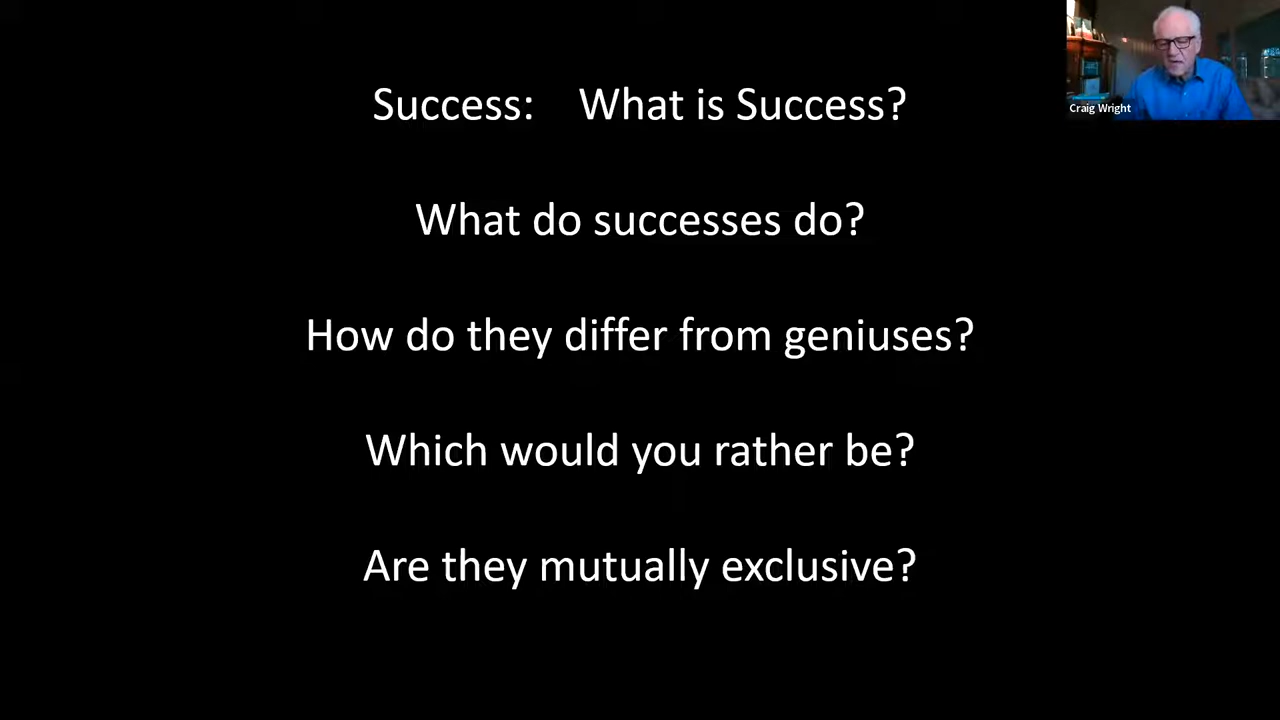 Success: What is Success?
Craig Wright
What do successes do?
How do they differ from geniuses?
Which would you rather be?
Are they mutually exclusive?